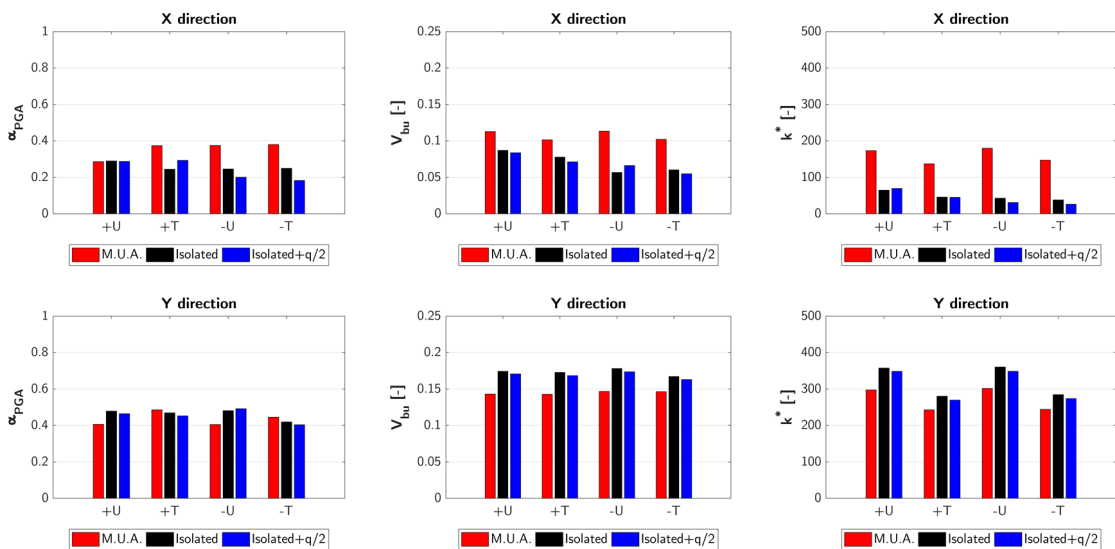 X direction
1
0.8
0.6
0.4
0.2
0
α_PGA
+U +T -U -T
M.U.A. Isolated Isolated+q/2
X direction
0.25
0.2
0.15
0.1
0.05
0
V_bu [-]
+U +T -U -T
M.U.A. Isolated Isolated+q/2
X direction
500
400
300
200
100
0
k* [-]
+U +T -U -T
M.U.A. Isolated Isolated+q/2
Y direction
1
0.8
0.6
0.4
0.2
0
α_PGA
+U +T -U -T
M.U.A. Isolated Isolated+q/2
Y direction
0.25
0.2
0.15
0.1
0.05
0
V_bu [-]
+U +T -U -T
M.U.A. Isolated Isolated+q/2
Y direction
500
400
300
200
100
0
k* [-]
+U +T -U -T
M.U.A. Isolated Isolated+q/2